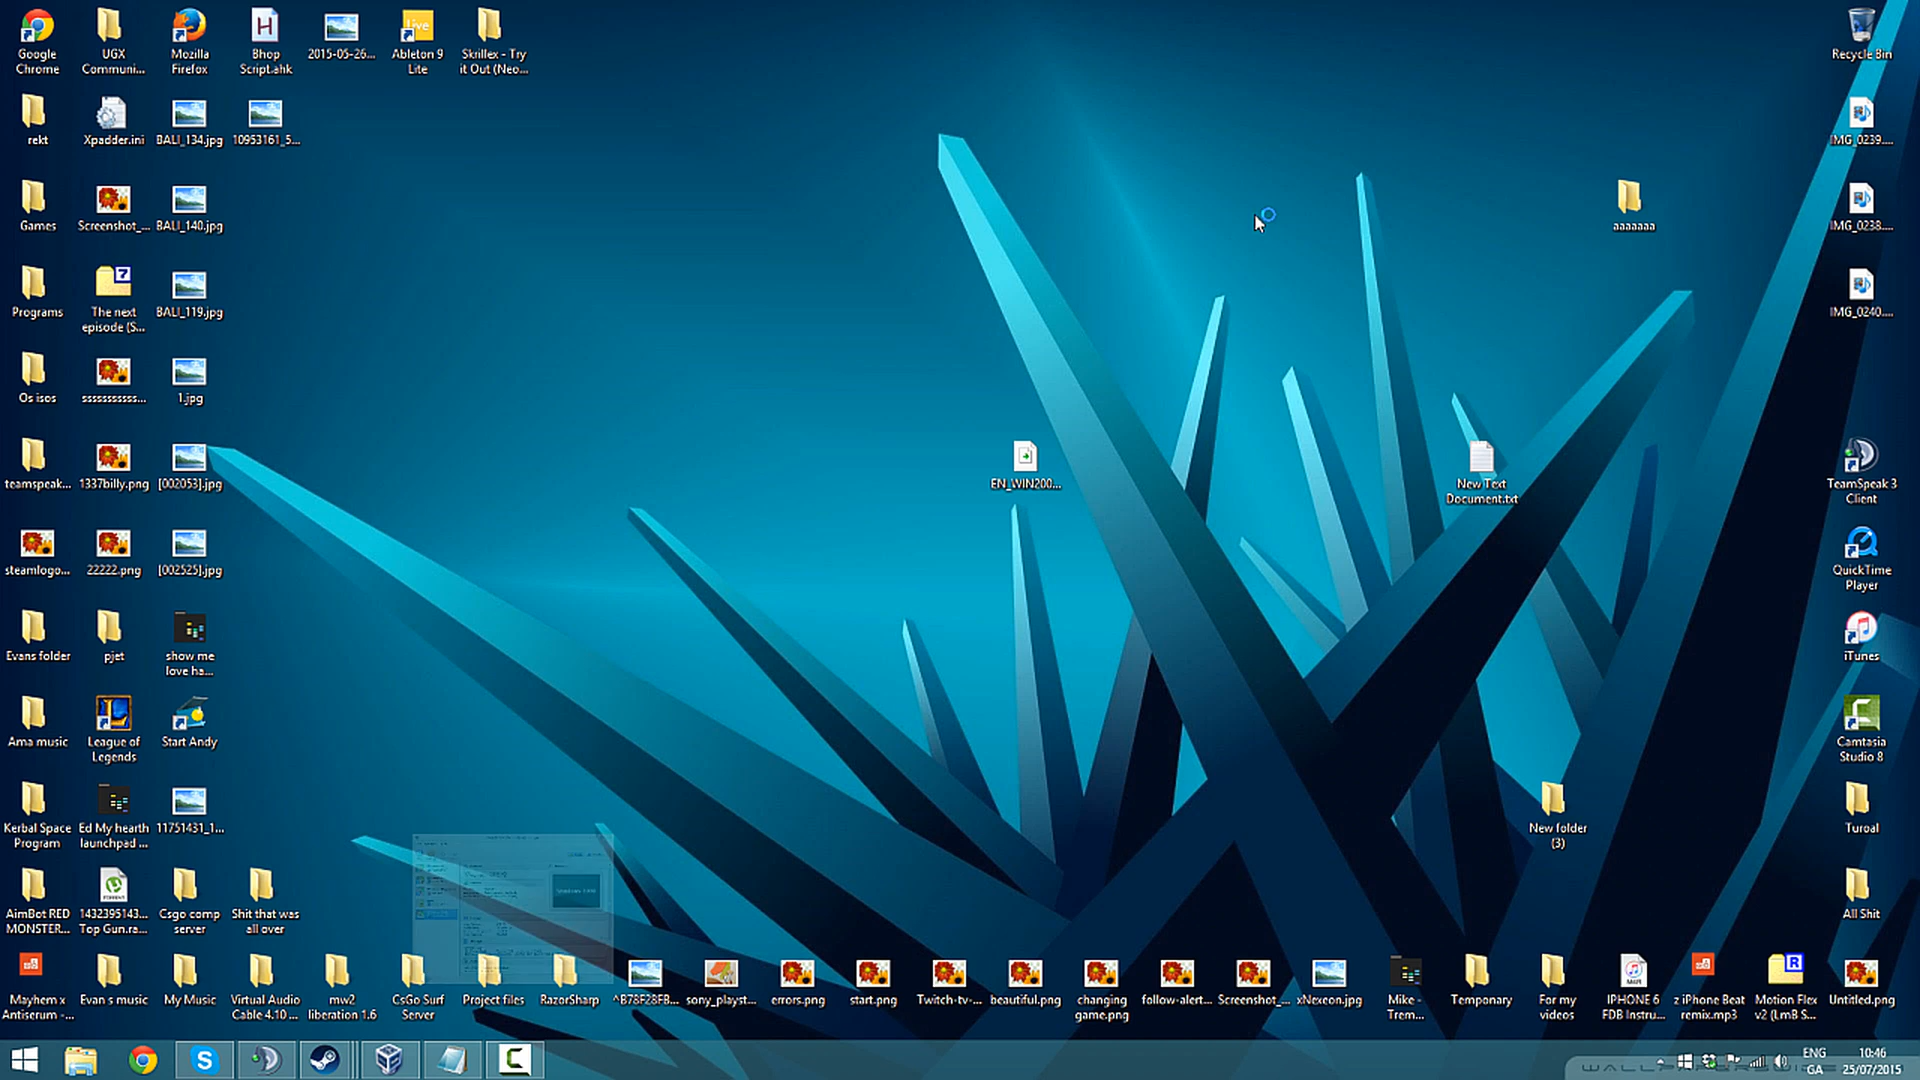 Google
Chrome
UGX
Communi...
Mozilla
Firefox
Bhop
Script.ahk
2015-05-26...
Ableton 9
Lite
Skrillex - Try
it Out (Neo...
Recycle Bin
rekt
Xpadder.ini
BALI_134.jpg
10953161_5...
IMG_0239....
Games
Screenshot_...
BALI_140.jpg
aaaaaaa
IMG_0238....
Programs
The next
episode (S...
BALI_119.jpg
IMG_0240....
Os isos
sssssssssss...
1.jpg
teamspeak...
1337billy.png
[002053].jpg
EN_WIN200...
New Text
Document.txt
TeamSpeak 3
Client
steamlogo...
22222.png
[002525].jpg
QuickTime
Player
Evans folder
pjet
show me
love ha...
iTunes
Ama music
League of
Legends
Start Andy
Camtasia
Studio 8
Kerbal Space
Program
Ed My hearth
launchpad ...
11751431_1...
New folder
(3)
Turoal
AimBot RED
MONSTER...
1432395143...
Top Gun.ra...
Csgo comp
server
Shit that was
all over
All Shit
Mayhem x
Antiserum -...
Evan s music
My Music
Virtual Audio
Cable 4.10 ...
mw2
liberation 1.6
CsGo Surf
Server
Project files
RazorSharp
^B78F28FB...
sony_playst...
errors.png
start.png
Twitch-tv-...
beautiful.png
changing
game.png
follow-alert...
Screenshot_...
xNexeon.jpg
Mike -
Trem...
Temporary
For my
videos
IPHONE 6
FDB Instru...
z iPhone Beat
remix.mp3
Motion Flex
v2 (LmB S...
Untitled.png
ENG
GA
10:46
25/07/2015